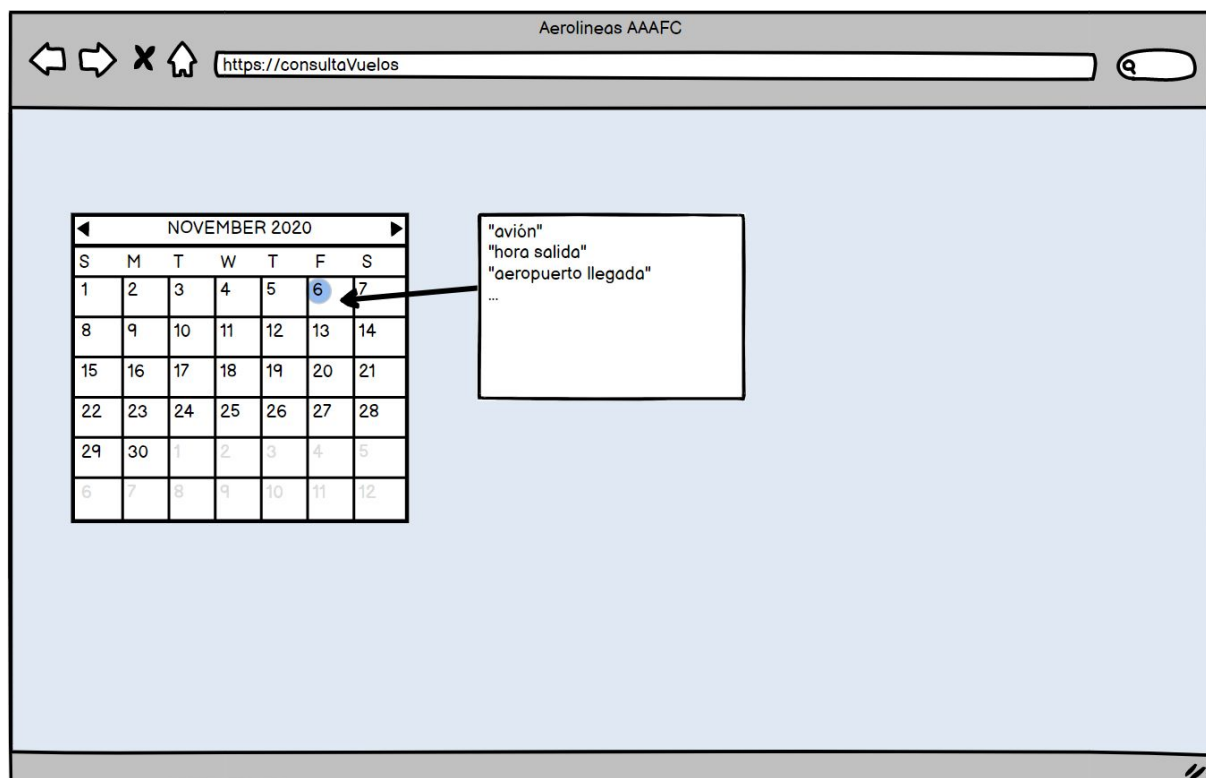 Aerolineas AAAFC
https://consultaVuelos
NOVEMBER 2020
S M T W T F S
1 2 3 4 5 6 7
8 9 10 11 12 13 14
15 16 17 18 19 20 21
22 23 24 25 26 27 28
29 30 1 2 3 4 5
6 7 8 9 10 11 12
"avión"
"hora salida"
"aeropuerto llegada"
...